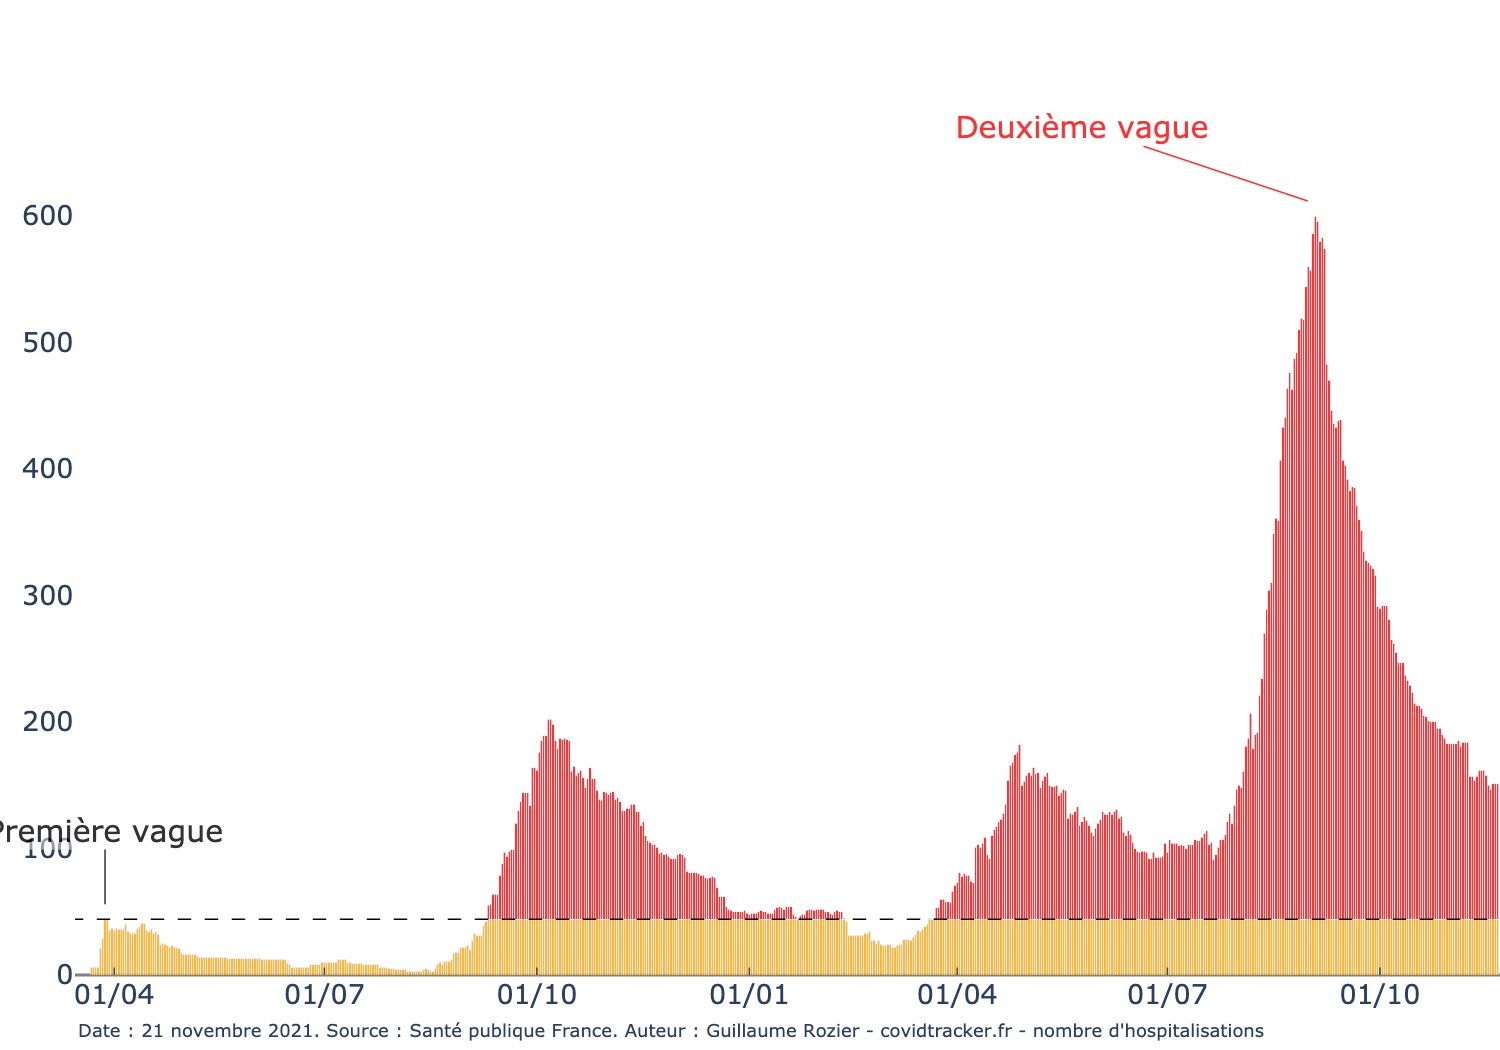 Deuxième vague
600
500
400
300
200
Première vague
100
0
01/04 01/07 01/10 01/01 01/04 01/07 01/10
Date : 21 novembre 2021. Source : Santé publique France. Auteur : Guillaume Rozier - covidtracker.fr - nombre d'hospitalisations